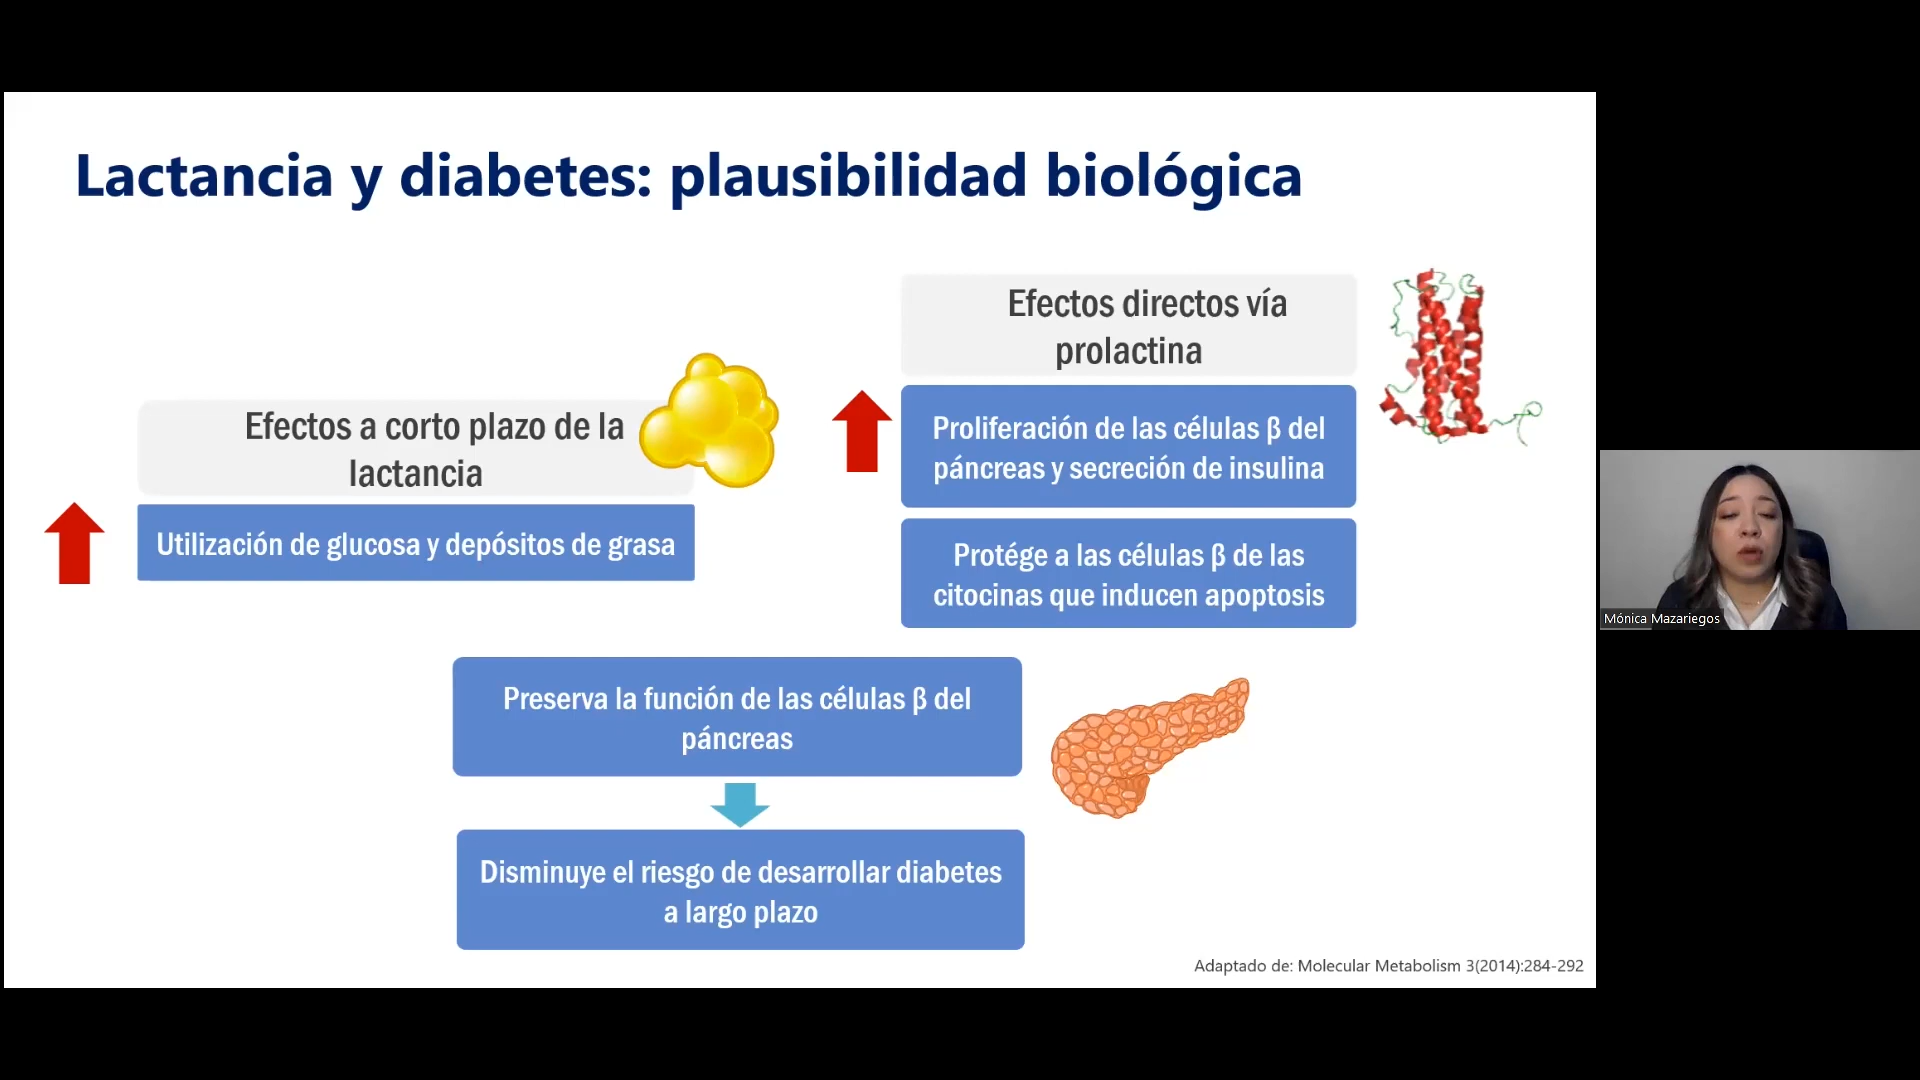 Lactancia y diabetes: plausibilidad biológica
Efectos a corto plazo de la
lactancia
Utilización de glucosa y depósitos de grasa
Efectos directos vía
prolactina
Proliferación de las células β del
páncreas y secreción de insulina
Protége a las células β de las
citocinas que inducen apoptosis
Preserva la función de las células β del
páncreas
Disminuye el riesgo de desarrollar diabetes
a largo plazo
Adaptado de: Molecular Metabolism 3(2014):284-292
Mónica Mazariegos